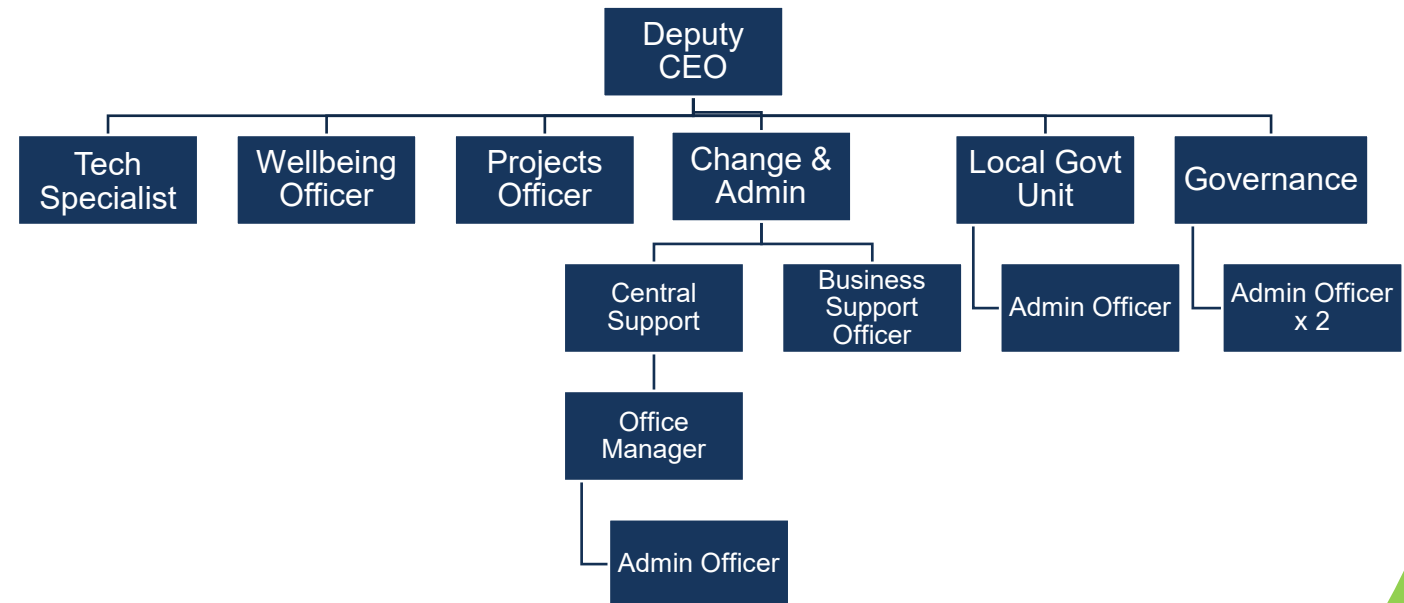 Deputy
CEO
Tech
Specialist
Wellbeing
Officer
Projects
Officer
Change &
Admin
Local Govt
Unit
Governance
Central
Support
Business
Support
Officer
Admin Officer
Admin Officer
x 2
Office
Manager
Admin Officer